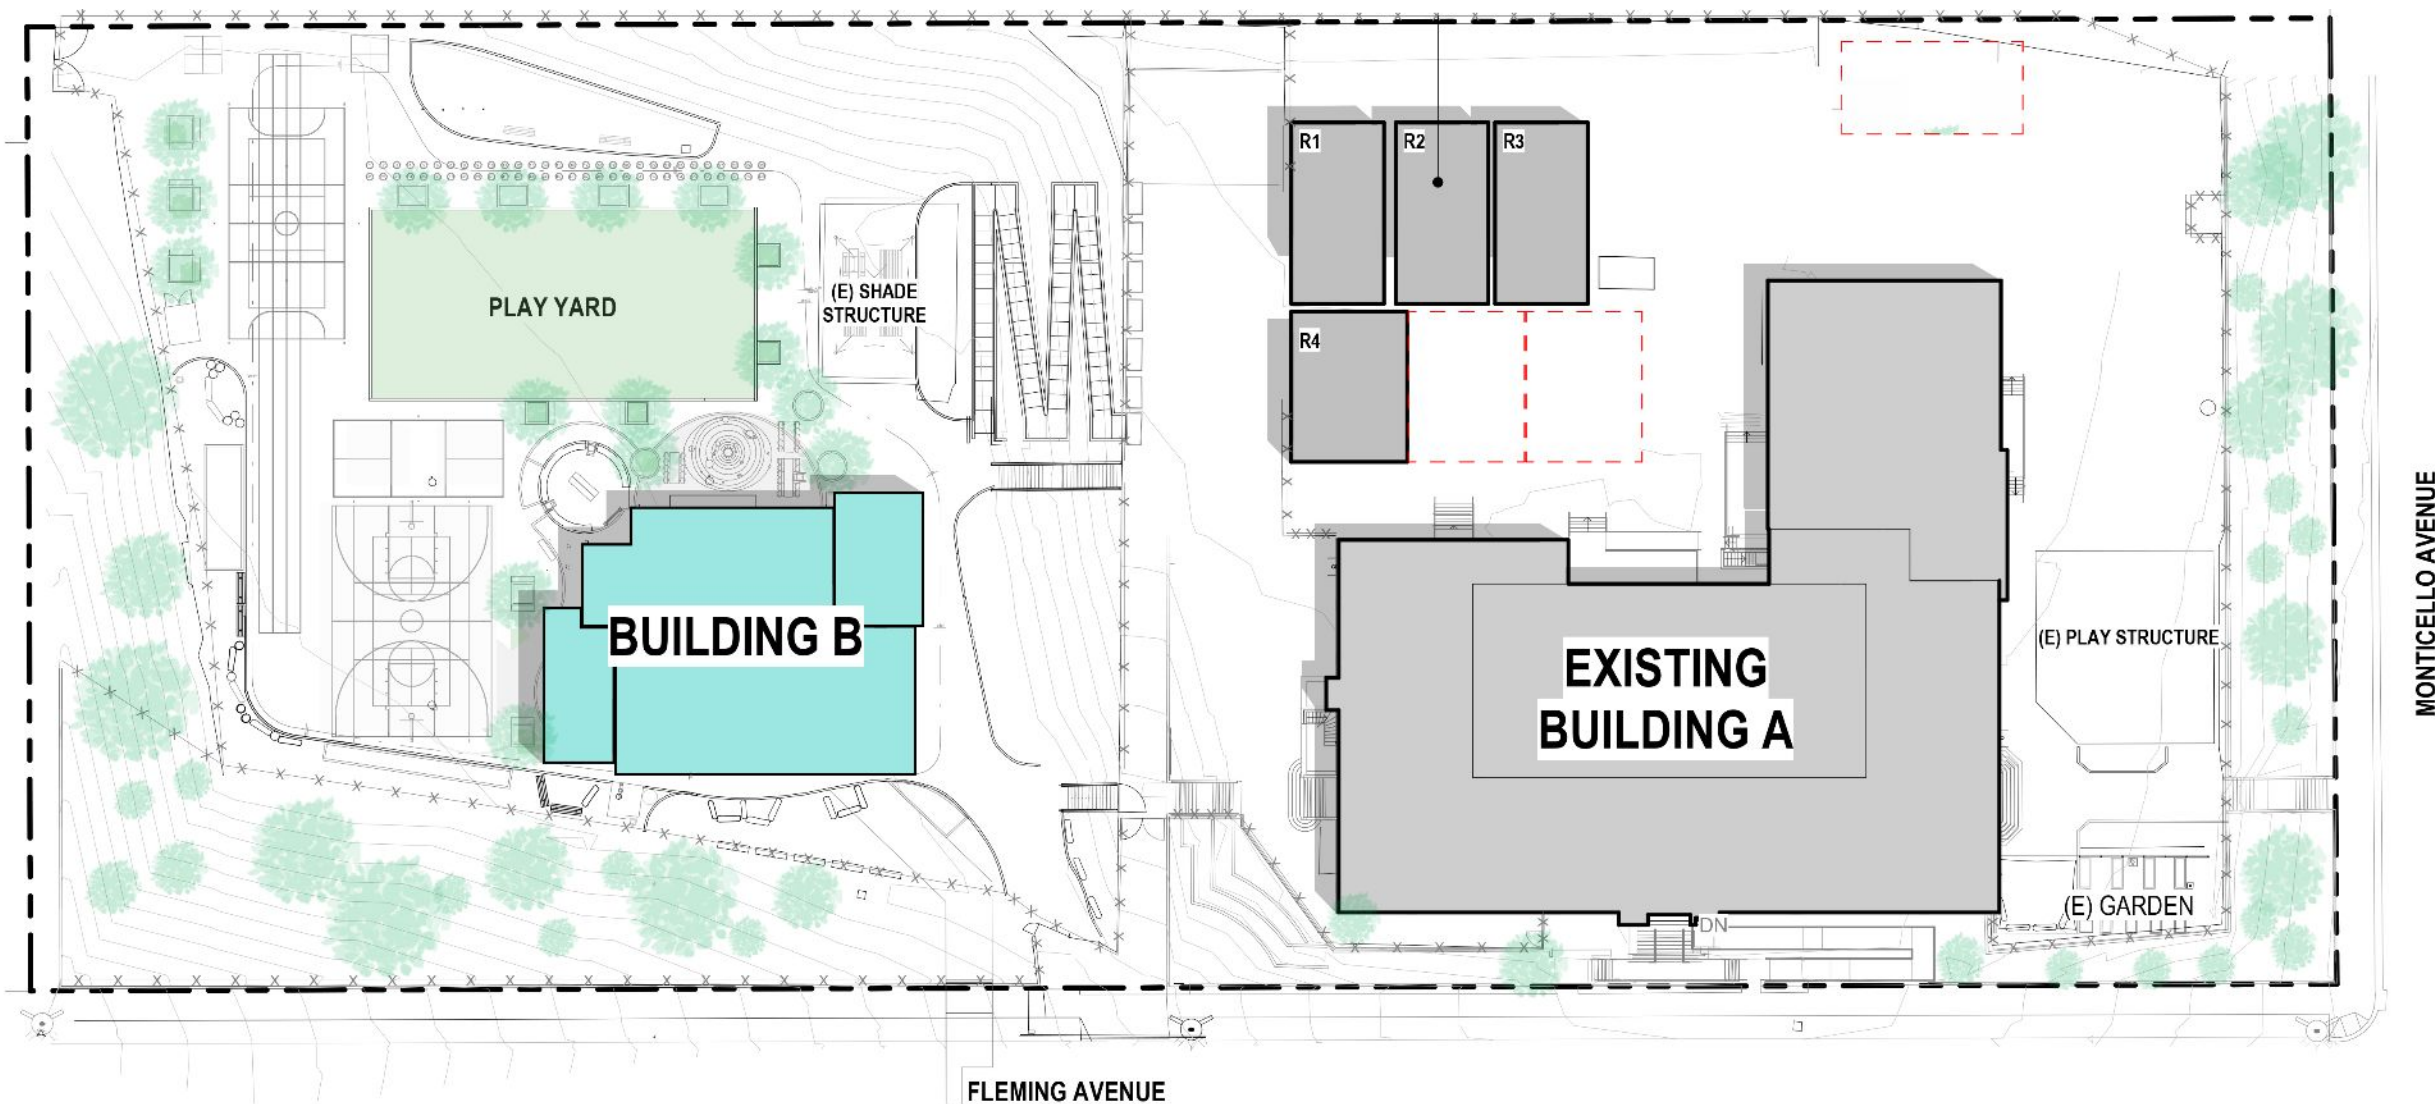 R1
R2
R3
(E) SHADE
STRUCTURE
PLAY YARD
R4
BUILDING B
EXISTING
BUILDING A
(E) PLAY STRUCTURE
MONTICELLO AVENUE
(E) GARDEN
DN
FLEMING AVENUE